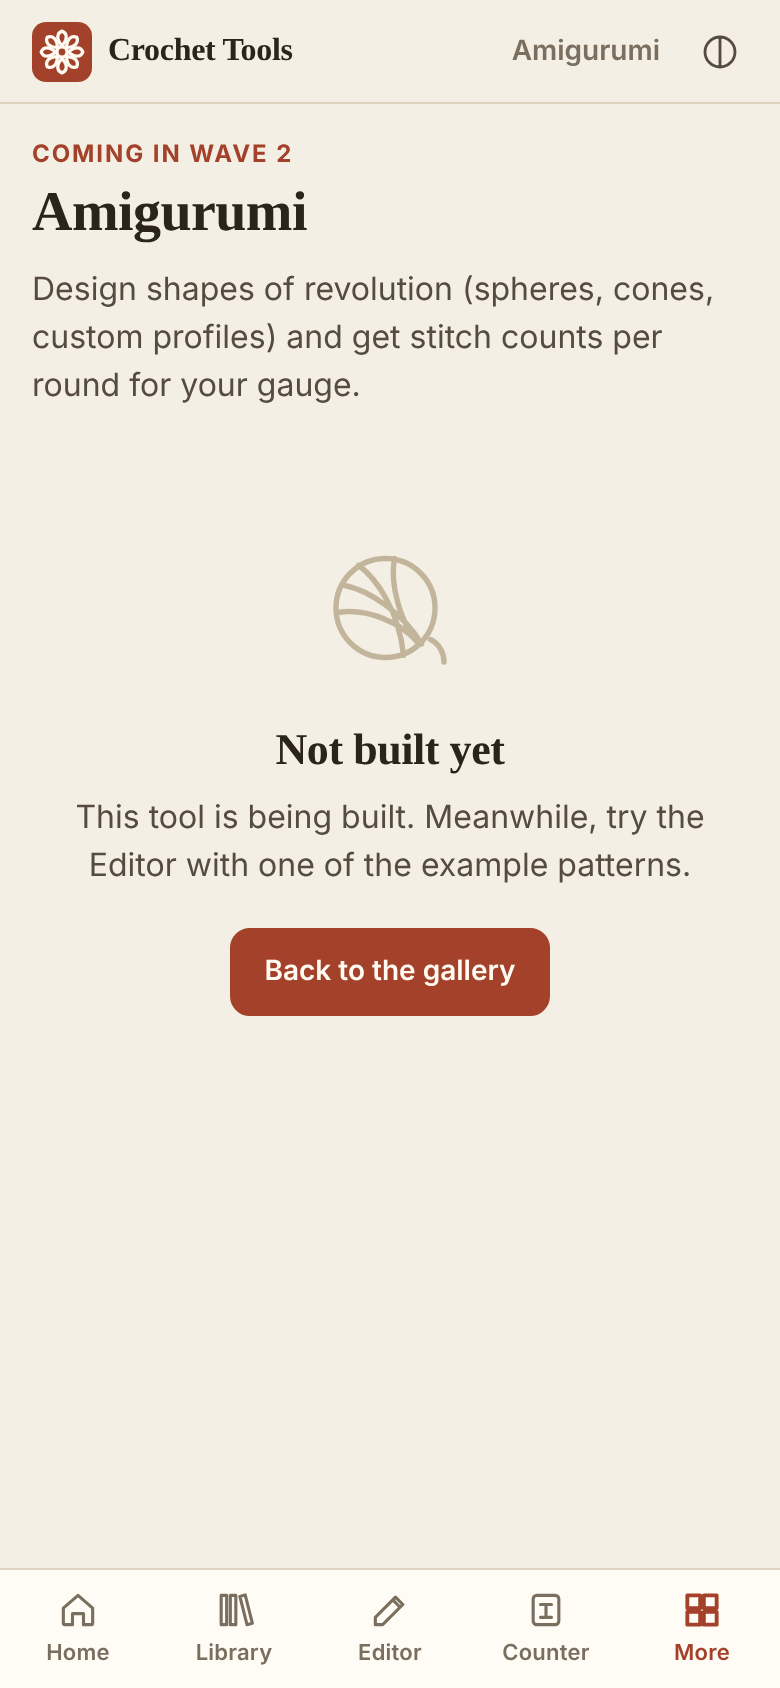 Crochet Tools
Amigurumi
COMING IN WAVE 2
Amigurumi
Design shapes of revolution (spheres, cones,
custom profiles) and get stitch counts per
round for your gauge.
Not built yet
This tool is being built. Meanwhile, try the
Editor with one of the example patterns.
Back to the gallery
Home
Library
Editor
Counter
More